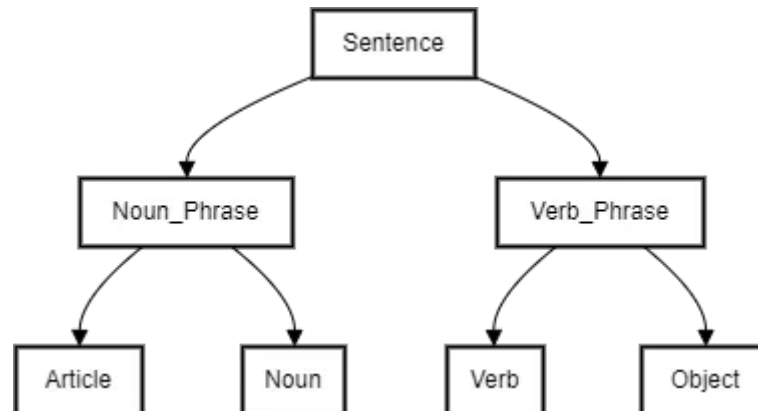 Sentence
Noun_Phrase
Verb_Phrase
Article
Noun
Verb
Object